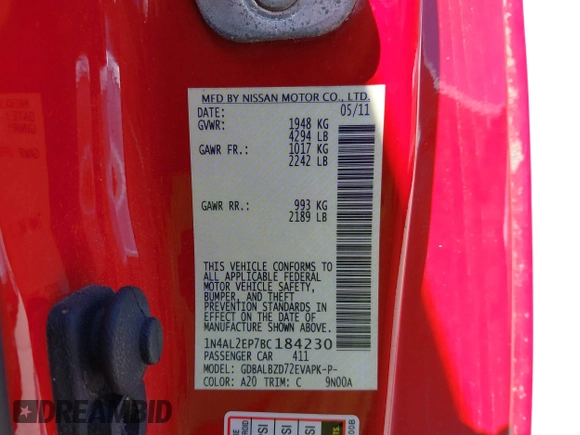 MFD BY NISSAN MOTOR CO., LTD.
DATE: 05/11
GVWR: 1948 KG
4294 LB
GAWR FR.: 1017 KG
2242 LB
GAWR RR.: 993 KG
2189 LB
THIS VEHICLE CONFORMS TO
ALL APPLICABLE FEDERAL
MOTOR VEHICLE SAFETY,
BUMPER, AND THEFT
PREVENTION STANDARDS IN
EFFECT ON THE DATE OF
MANUFACTURE SHOWN ABOVE.
1N4AL2EP7BC184230
PASSENGER CAR 411
MODEL: GDBALBZD72EVAPK-P-
COLOR: A20 TRIM: C 9N00A
DREAMBID